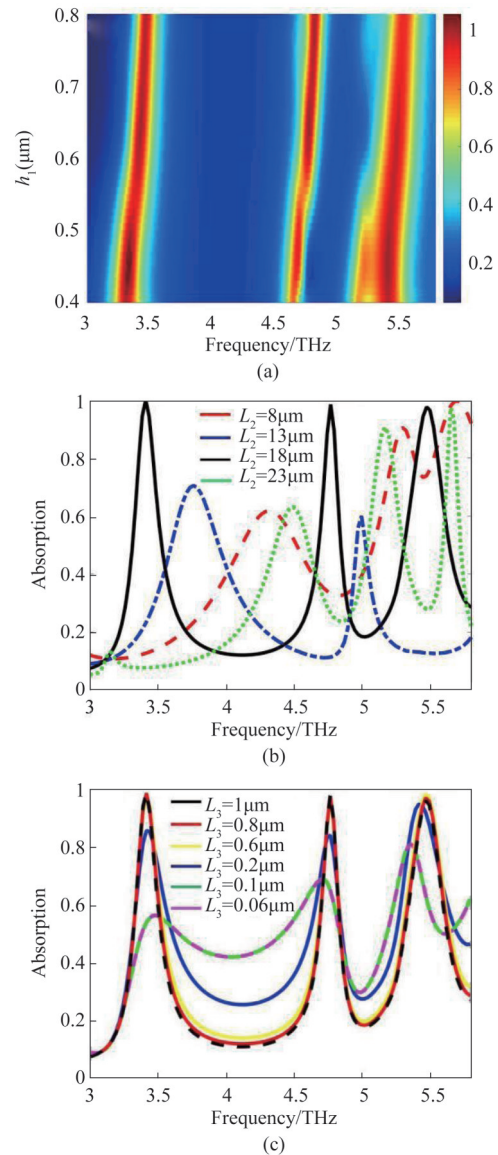 0.8
0.7
0.6
0.5
0.4
h₁(μm)
1
0.8
0.6
0.4
0.2
3 3.5 4 4.5 5 5.5
Frequency/THz
(a)
1
0.8
0.6
0.4
0.2
0
Absorption
L₂=8μm
L₂=13μm
L₂=18μm
L₂=23μm
3 3.5 4 4.5 5 5.5
Frequency/THz
(b)
1
0.8
0.6
0.4
0.2
0
Absorption
L₃=1μm
L₃=0.8μm
L₃=0.6μm
L₃=0.2μm
L₃=0.1μm
L₃=0.06μm
3 3.5 4 4.5 5 5.5
Frequency/THz
(c)